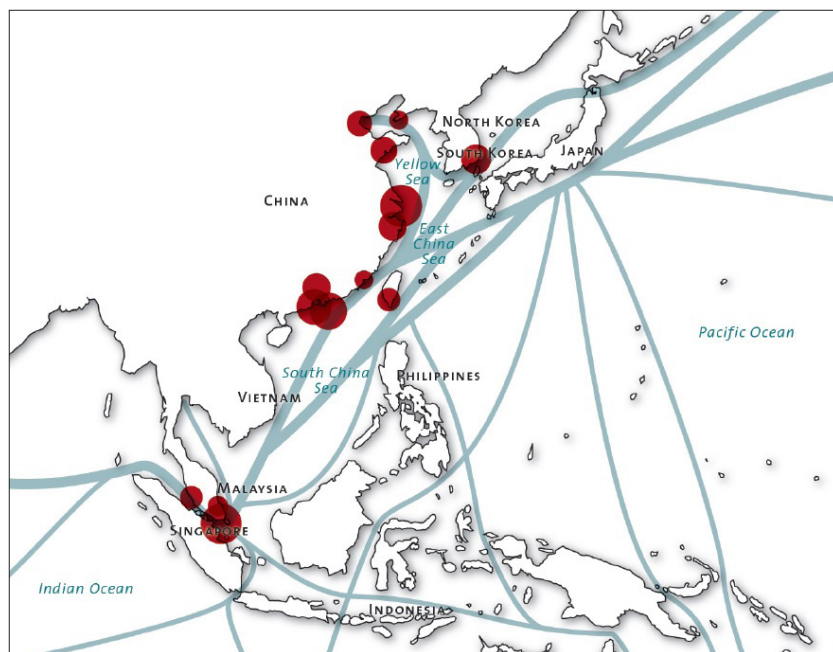 NORTH KOREA
SOUTH KOREA
JAPAN
Yellow
Sea
CHINA
East
China
Sea
Pacific Ocean
South China
Sea
PHILIPPINES
VIETNAM
MALAYSIA
SINGAPORE
Indian Ocean
INDONESIA